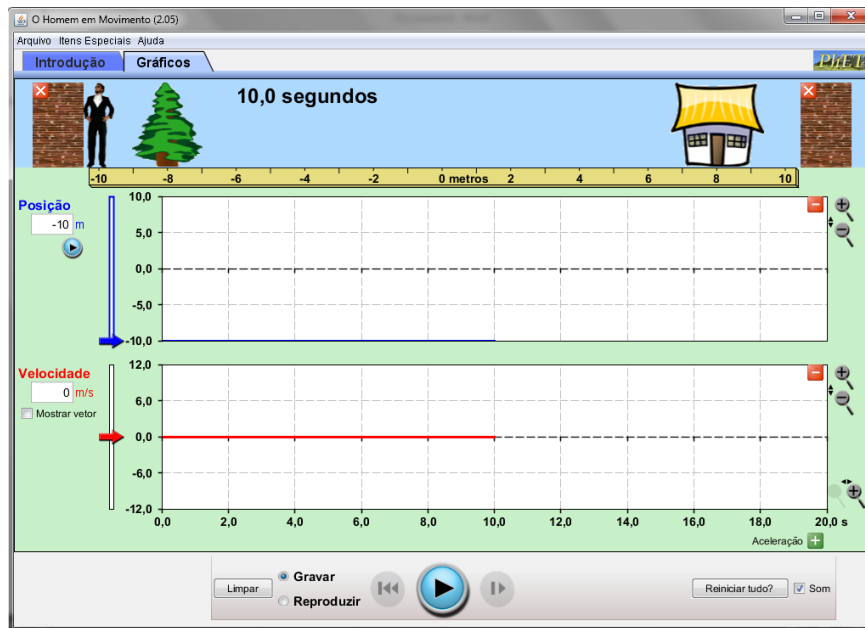 O Homem em Movimento (2.05)
Arquivo Itens Especiais Ajuda
Introdução Gráficos
PhET
10,0 segundos
-10 -8 -6 -4 -2 0 metros 2 4 6 8 10
Posição
-10 m
10,0
5,0
0,0
-5,0
-10,0
Velocidade
0 m/s
Mostrar vetor
12,0
6,0
0,0
-6,0
-12,0
0,0 2,0 4,0 6,0 8,0 10,0 12,0 14,0 16,0 18,0 20,0 s
Aceleração
Limpar
Gravar
Reproduzir
Reiniciar tudo?
Som